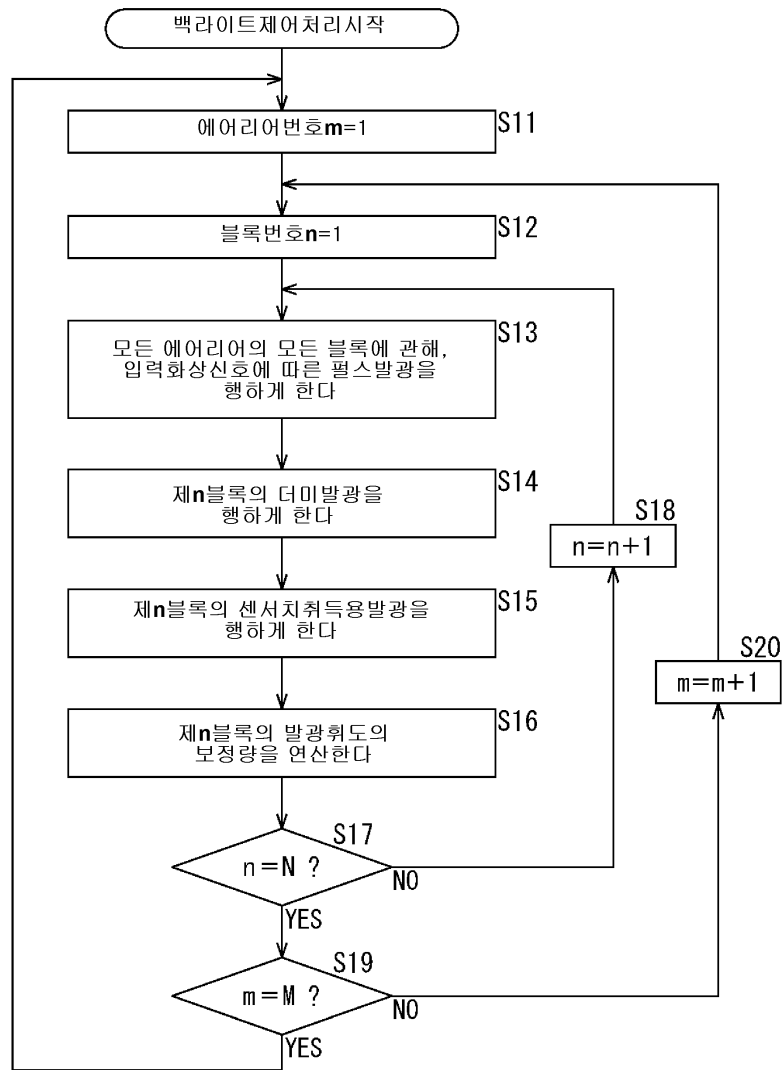 백라이트제어처리시작
에어리어번호m=1
S11
블록번호n=1
S12
모든 에어리어의 모든 블록에 관해,
입력화상신호에 따른 펄스발광을
행하게 한다
S13
제n블록의 더미발광을
행하게 한다
S14
S18
n=n+1
제n블록의 센서치취득용발광을
행하게 한다
S15
S20
m=m+1
제n블록의 발광휘도의
보정량을 연산한다
S16
S17
n=N ?
NO
YES
S19
m=M ?
NO
YES